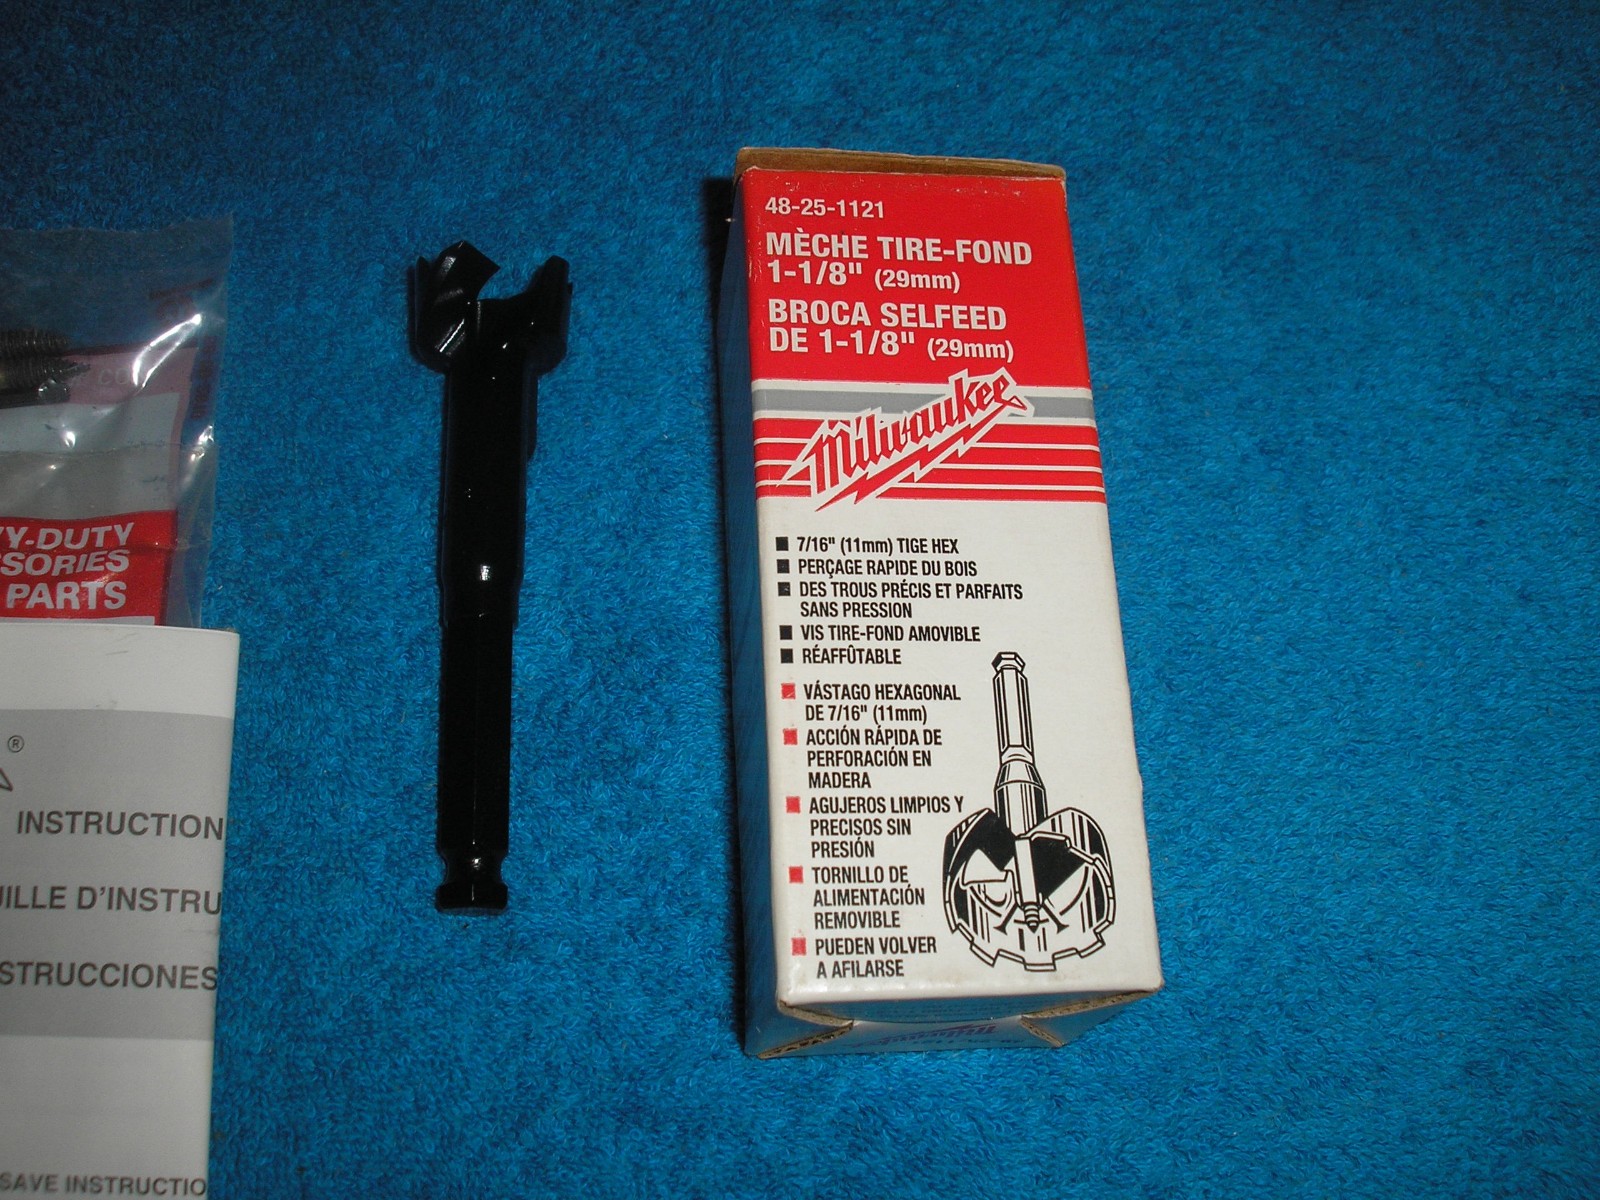 48-25-1121
MÈCHE TIRE-FOND
1-1/8" (29mm)
BROCA SELFEED
DE 1-1/8" (29mm)
Milwaukee
7/16" (11mm) TIGE HEX
PERÇAGE RAPIDE DU BOIS
DES TROUS PRÉCIS ET PARFAITS
SANS PRESSION
VIS TIRE-FOND AMOVIBLE
RÉAFFÛTABLE
VÁSTAGO HEXAGONAL
DE 7/16" (11mm)
ACCIÓN RÁPIDA DE
PERFORACIÓN EN
MADERA
AGUJEROS LIMPIOS Y
PRECISOS SIN
PRESIÓN
TORNILLO DE
ALIMENTACIÓN
REMOVIBLE
PUEDEN VOLVER
A AFILARSE
Y-DUTY
SSORIES
PARTS
®
INSTRUCTION
ILLE D'INSTRU
STRUCCIONES
SAVE INSTRUCTIO